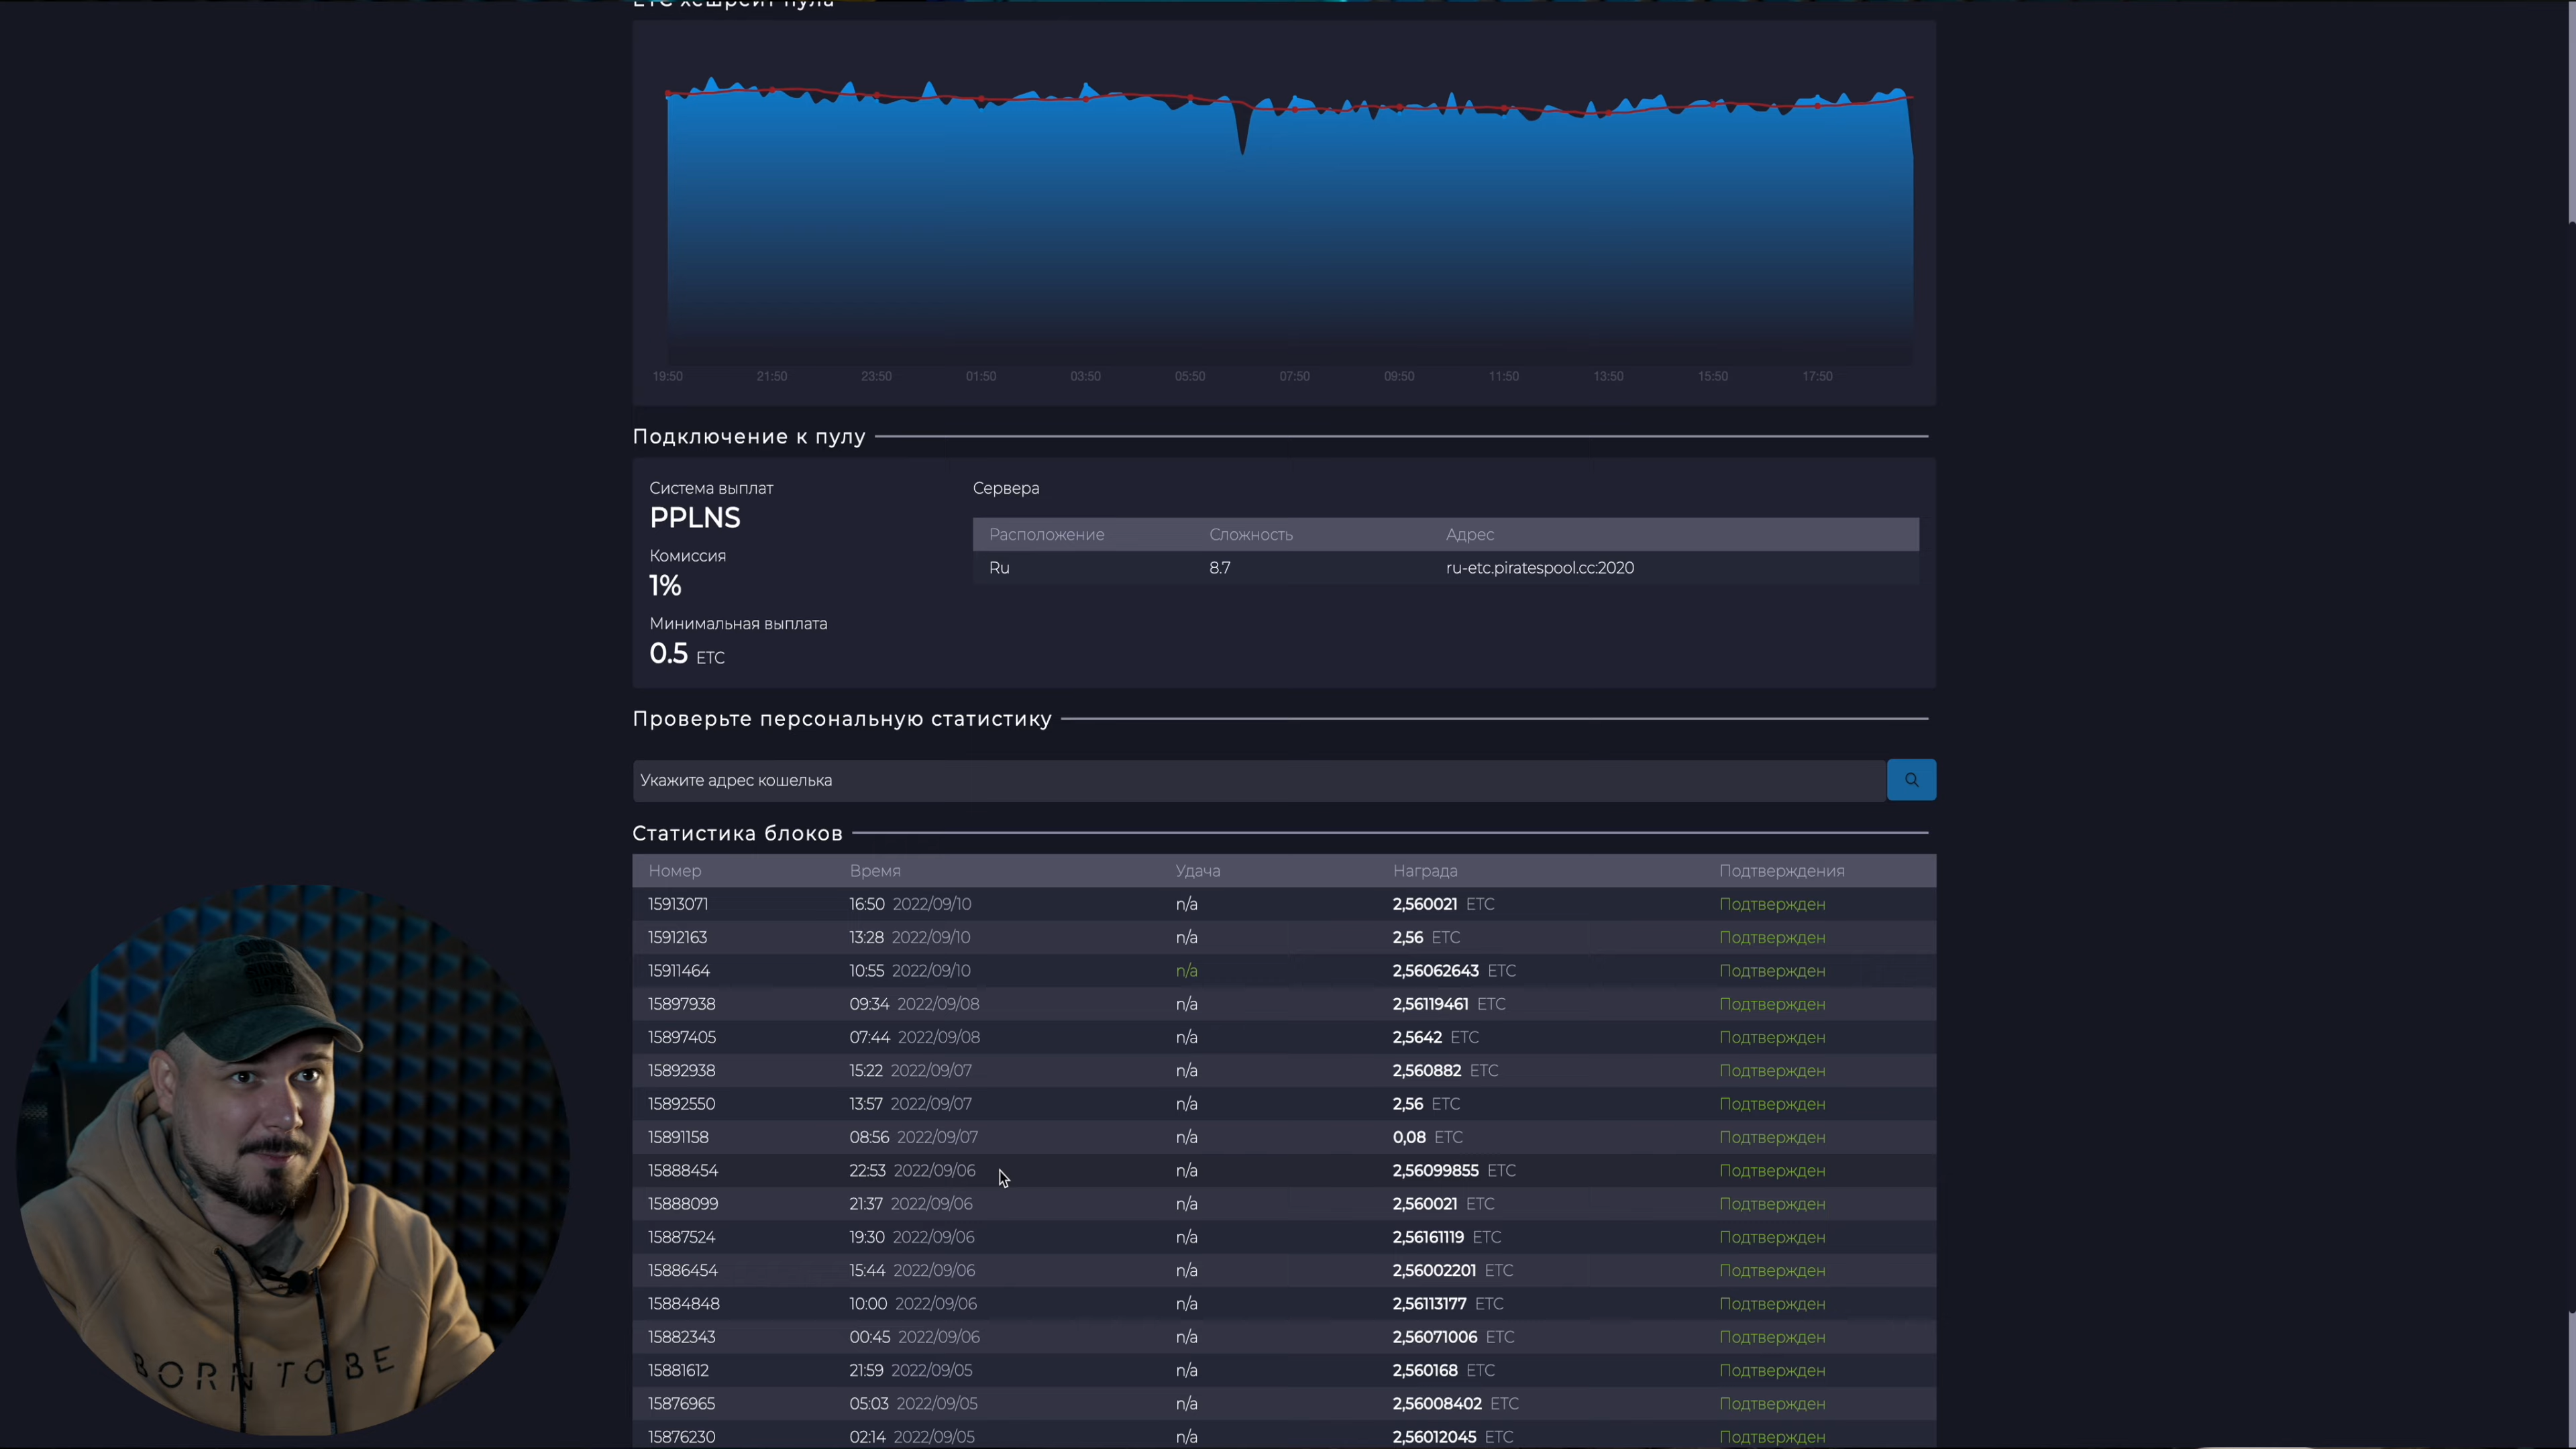 ETC хешрейт пула
19:50 21:50 23:50 01:50 03:50 05:50 07:50 09:50 11:50 13:50 15:50 17:50
Подключение к пулу
Система выплат
PPLNS
Комиссия
1%
Минимальная выплата
0.5 ETC
Сервера
Расположение Сложность Адрес
Ru 8.7 ru-etc.piratespool.cc:2020
Проверьте персональную статистику
Укажите адрес кошелька
Статистика блоков
Номер Время Удача Награда Подтверждения
15913071 16:50 2022/09/10 n/a 2,560021 ETC Подтвержден
15912163 13:28 2022/09/10 n/a 2,56 ETC Подтвержден
15911464 10:55 2022/09/10 n/a 2,56062643 ETC Подтвержден
15897938 09:34 2022/09/08 n/a 2,56119461 ETC Подтвержден
15897405 07:44 2022/09/08 n/a 2,5642 ETC Подтвержден
15892938 15:22 2022/09/07 n/a 2,560882 ETC Подтвержден
15892550 13:57 2022/09/07 n/a 2,56 ETC Подтвержден
15891158 08:56 2022/09/07 n/a 0,08 ETC Подтвержден
15888454 22:53 2022/09/06 n/a 2,56099855 ETC Подтвержден
15888099 21:37 2022/09/06 n/a 2,560021 ETC Подтвержден
15887524 19:30 2022/09/06 n/a 2,56161119 ETC Подтвержден
15886454 15:44 2022/09/06 n/a 2,56002201 ETC Подтвержден
15884848 10:00 2022/09/06 n/a 2,56113177 ETC Подтвержден
15882343 00:45 2022/09/06 n/a 2,56071006 ETC Подтвержден
15881612 21:59 2022/09/05 n/a 2,560168 ETC Подтвержден
15876965 05:03 2022/09/05 n/a 2,56008402 ETC Подтвержден
15876230 02:14 2022/09/05 n/a 2,56012045 ETC Подтвержден
BORN TO BE